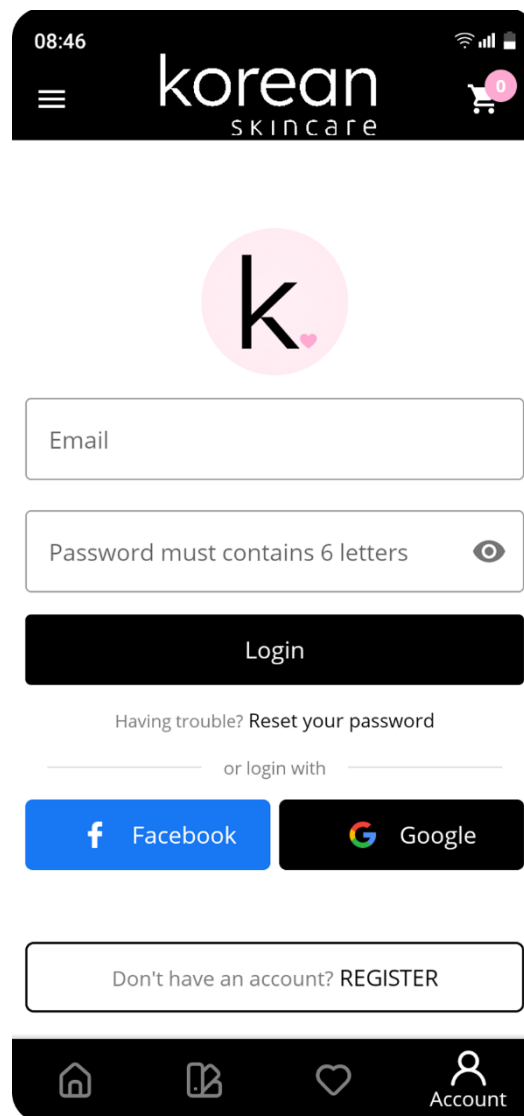 08:46
korean
skincare
0
k.
Email
Password must contains 6 letters
Login
Having trouble? Reset your password
or login with
f Facebook
G Google
Don't have an account? REGISTER
Account